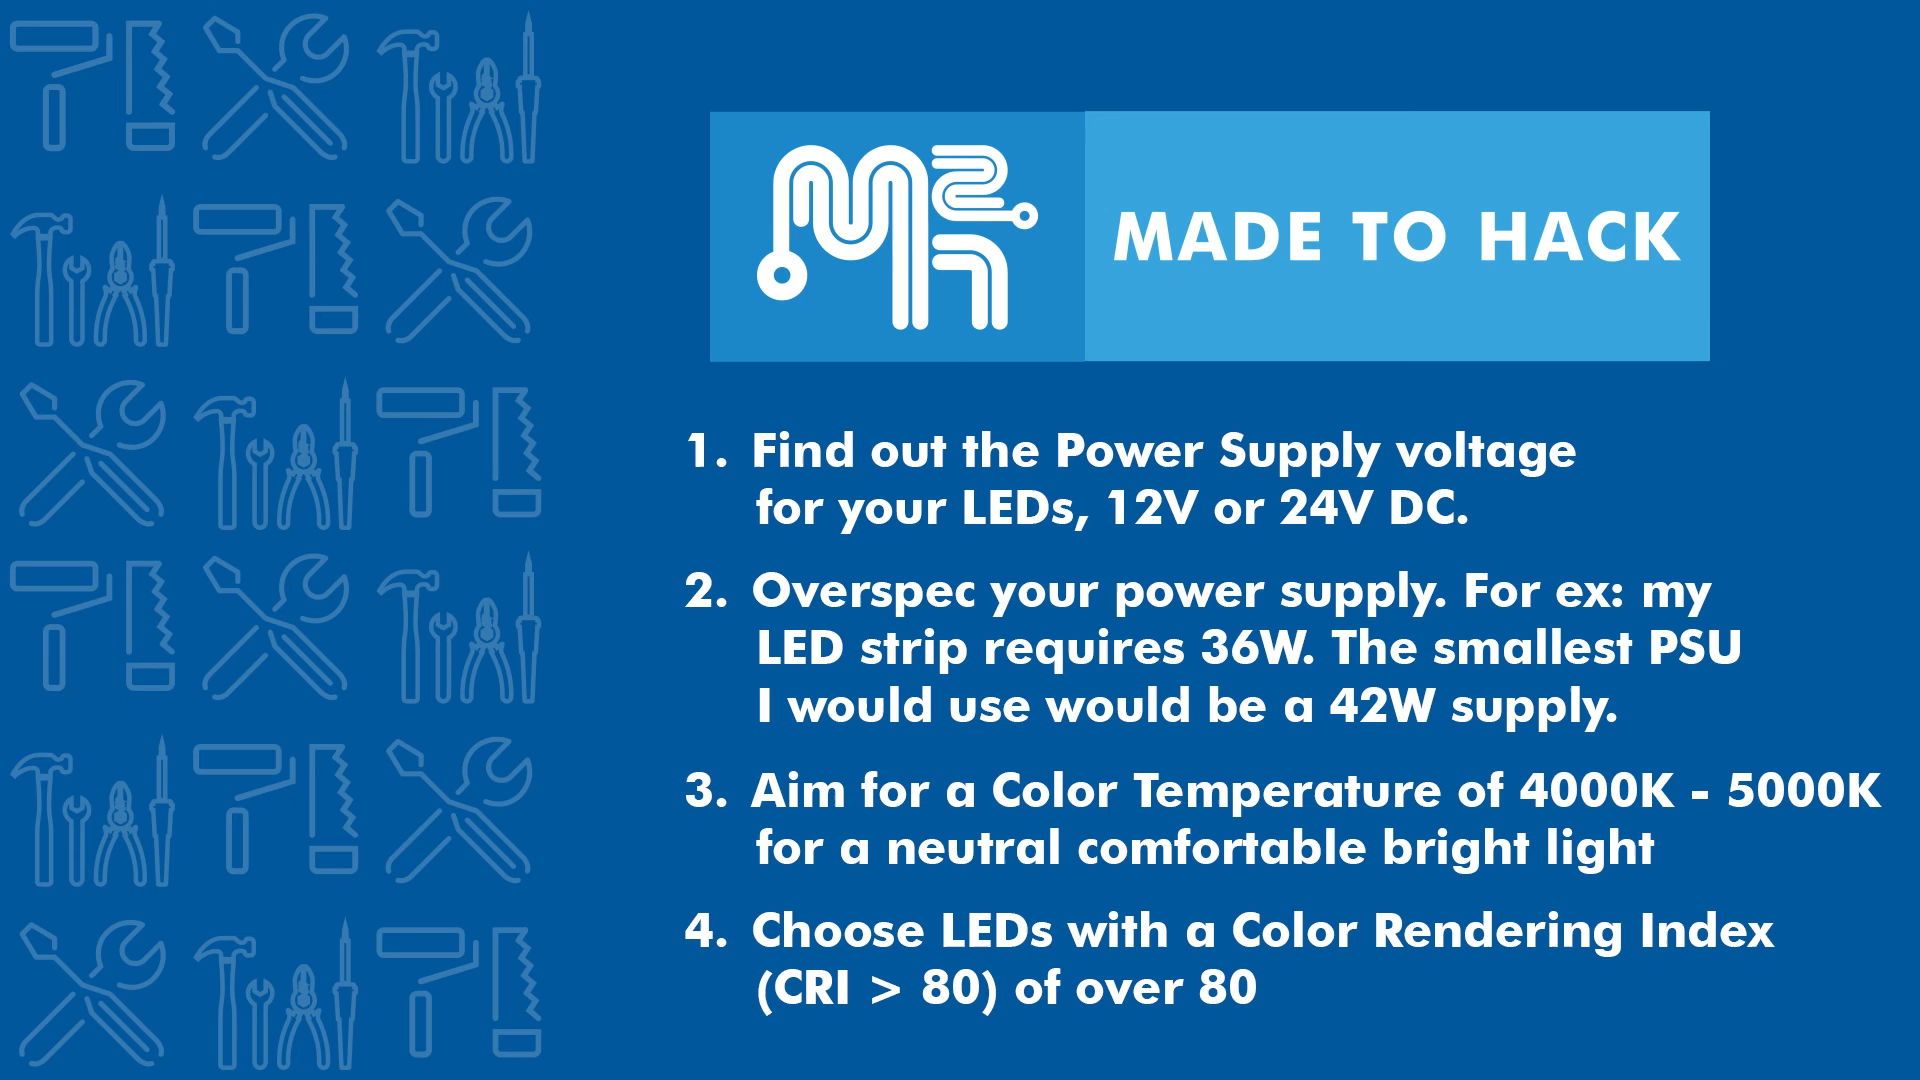 M2h
MADE TO HACK
1. Find out the Power Supply voltage
for your LEDs, 12V or 24V DC.
2. Overspec your power supply. For ex: my
LED strip requires 36W. The smallest PSU
I would use would be a 42W supply.
3. Aim for a Color Temperature of 4000K - 5000K
for a neutral comfortable bright light
4. Choose LEDs with a Color Rendering Index
(CRI > 80) of over 80